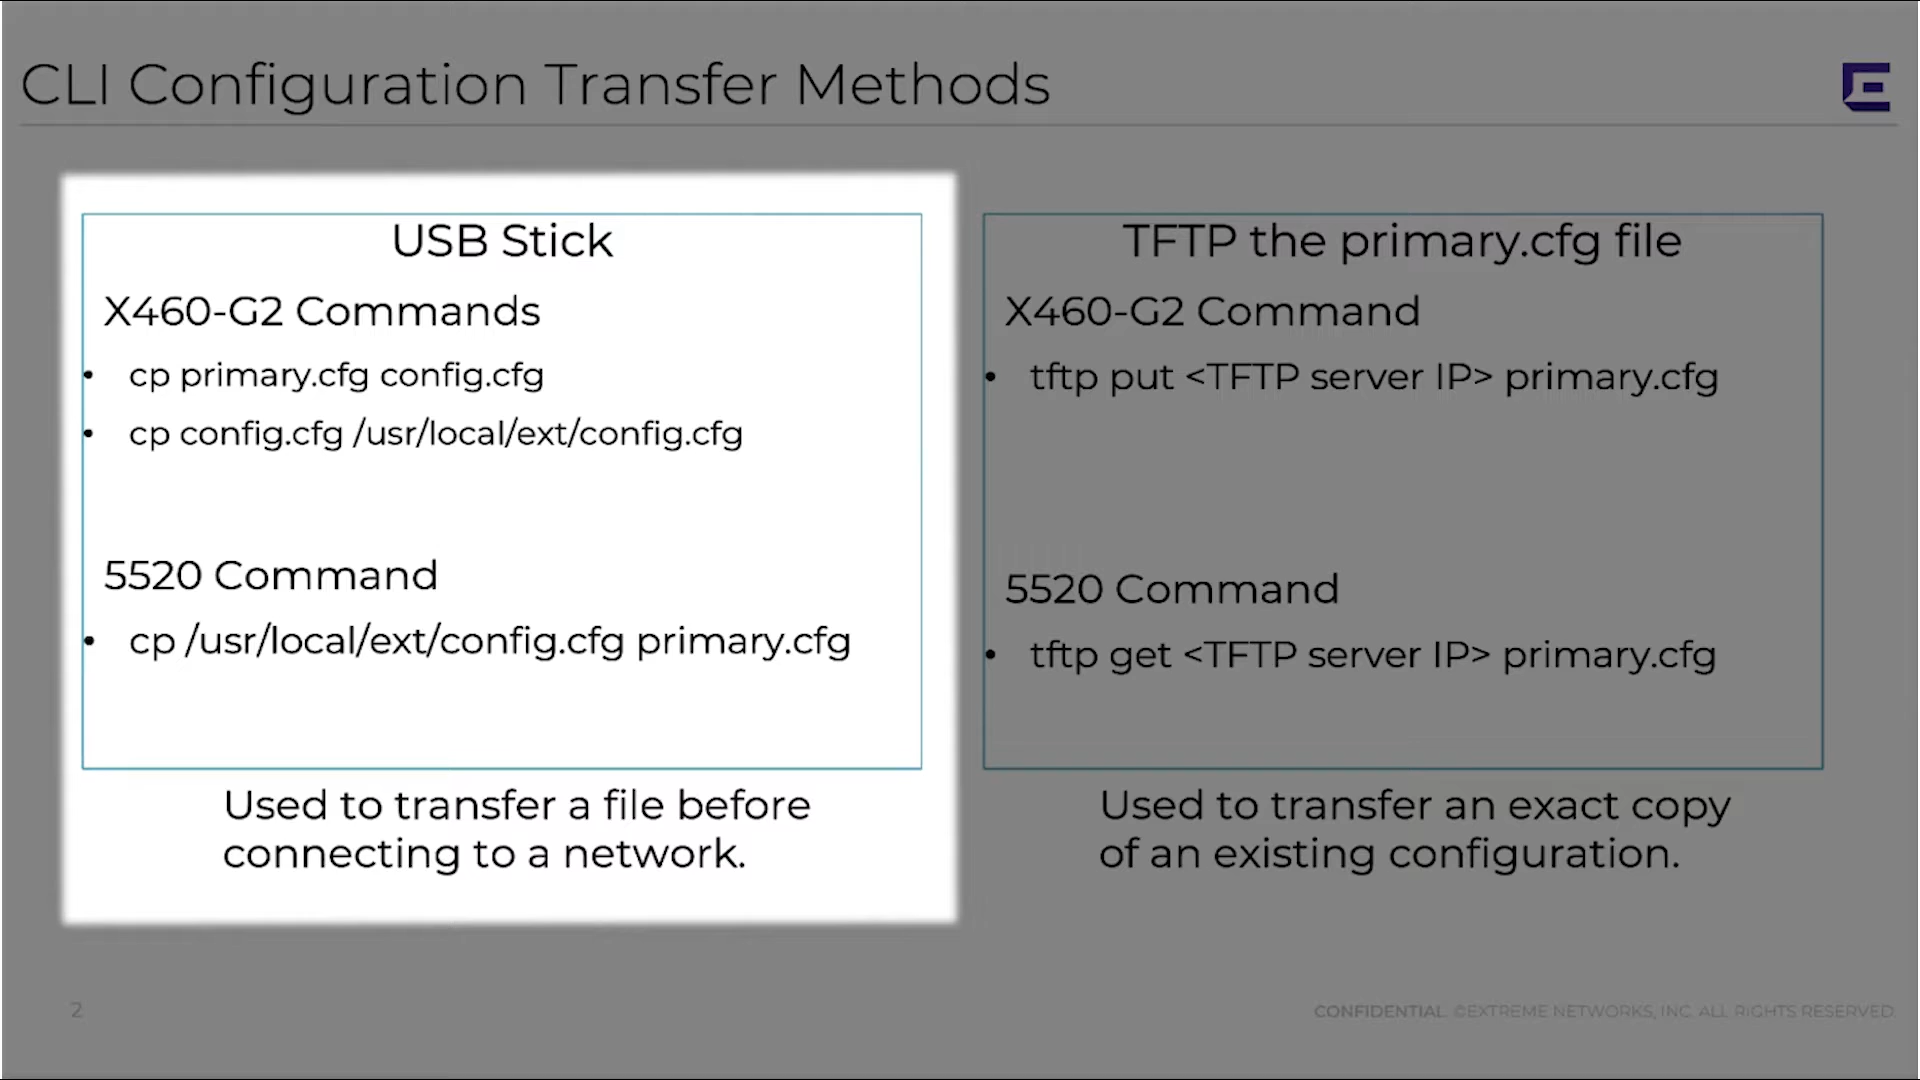 CLI Configuration Transfer Methods
USB Stick
X460-G2 Commands
• cp primary.cfg config.cfg
• cp config.cfg /usr/local/ext/config.cfg
5520 Command
• cp /usr/local/ext/config.cfg primary.cfg
Used to transfer a file before
connecting to a network.
TFTP the primary.cfg file
X460-G2 Command
• tftp put <TFTP server IP> primary.cfg
5520 Command
• tftp get <TFTP server IP> primary.cfg
Used to transfer an exact copy
of an existing configuration.
2
CONFIDENTIAL. ©EXTREME NETWORKS, INC. ALL RIGHTS RESERVED.